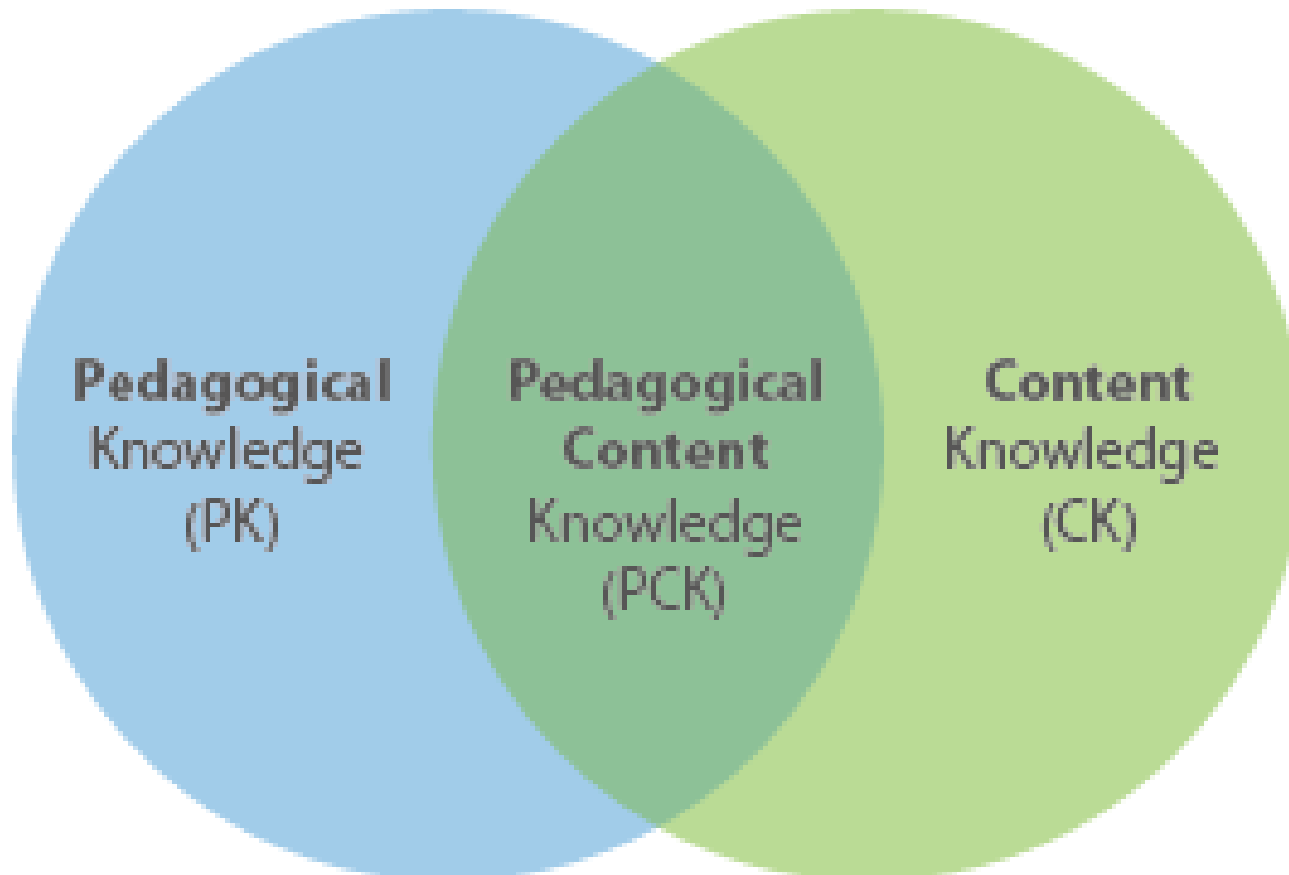 Pedagogical
Knowledge
(PK)
Pedagogical
Content
Knowledge
(PCK)
Content
Knowledge
(CK)